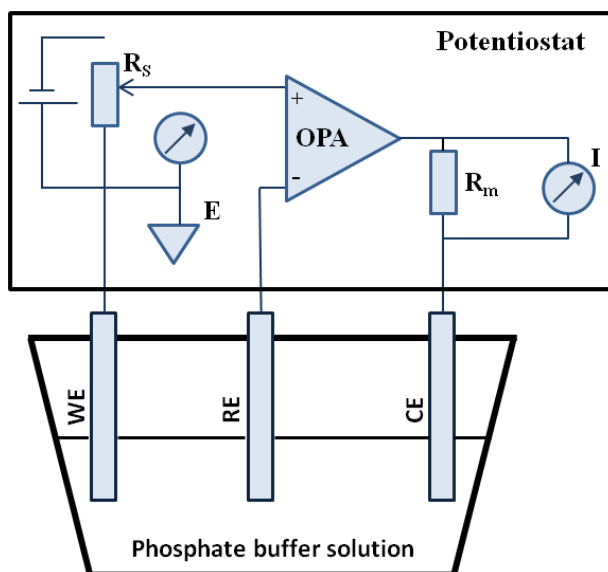 Potentiostat
Rs
+
OPA
-
E
Rm
I
WE
RE
CE
Phosphate buffer solution